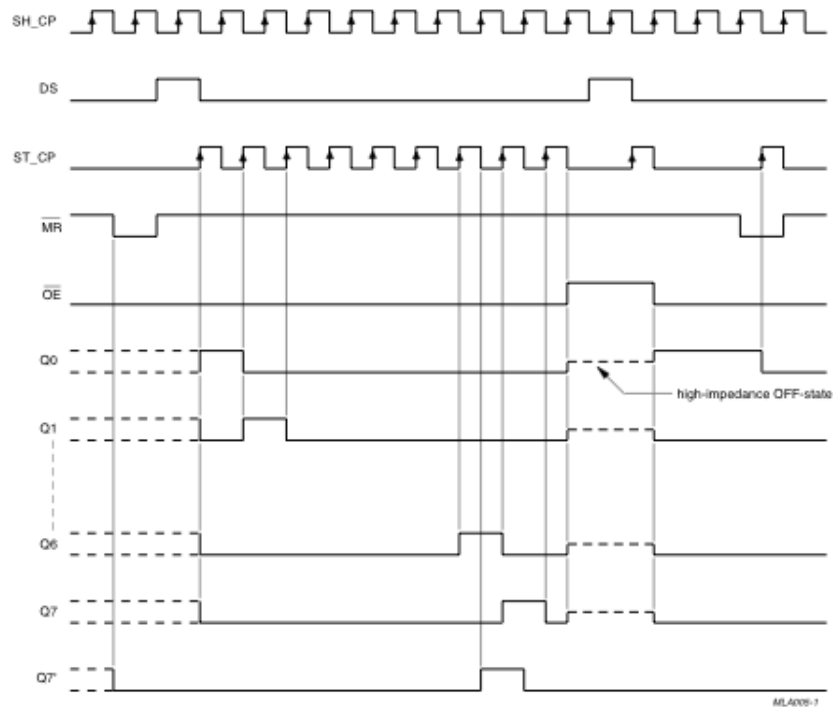 SH_CP
DS
ST_CP
MR
OE
Q0
high-impedance OFF-state
Q1
Q6
Q7
Q7'
MLA005-1